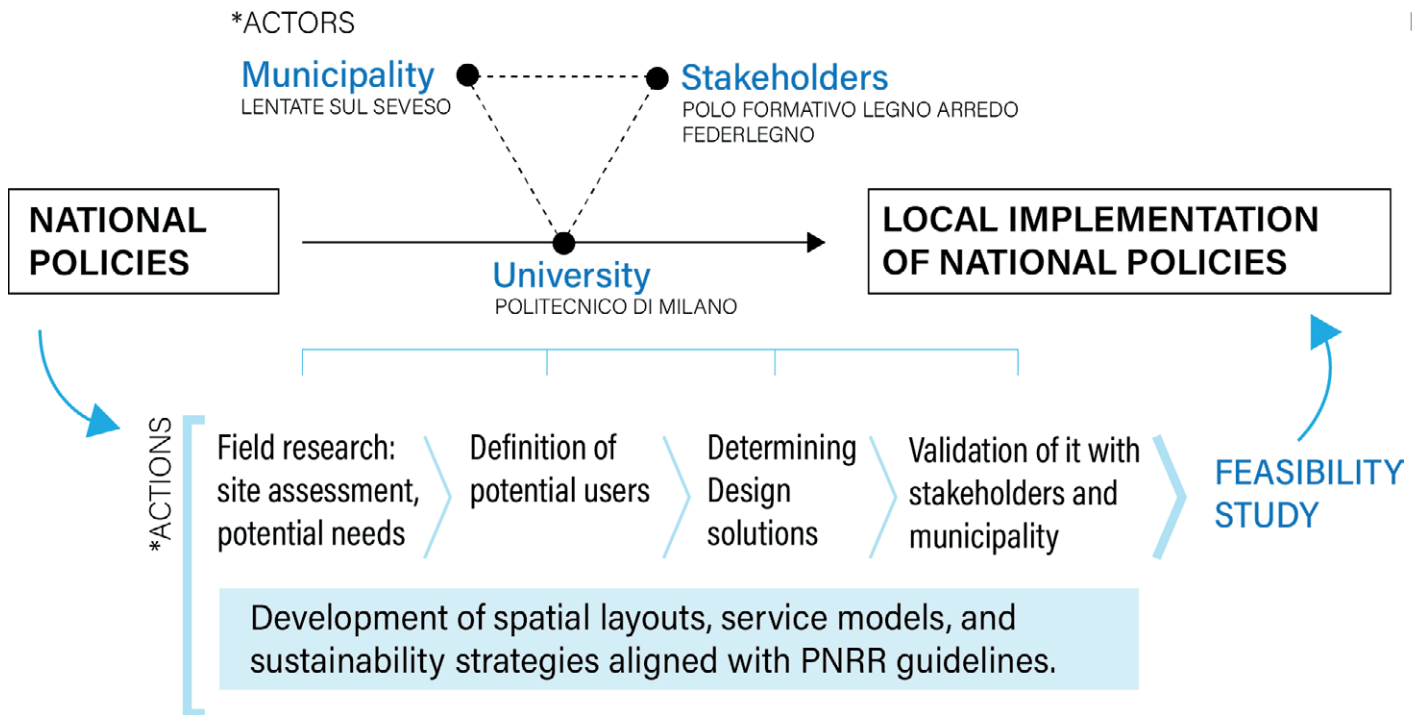 *ACTORS
Municipality
LENTATE SUL SEVESO
Stakeholders
POLO FORMATIVO LEGNO ARREDO
FEDERLEGNO
NATIONAL
POLICIES
University
POLITECNICO DI MILANO
LOCAL IMPLEMENTATION
OF NATIONAL POLICIES
*ACTIONS
Field research:
site assessment,
potential needs
Definition of
potential users
Determining
Design
solutions
Validation of it with
stakeholders and
municipality
FEASIBILITY
STUDY
Development of spatial layouts, service models, and
sustainability strategies aligned with PNRR guidelines.